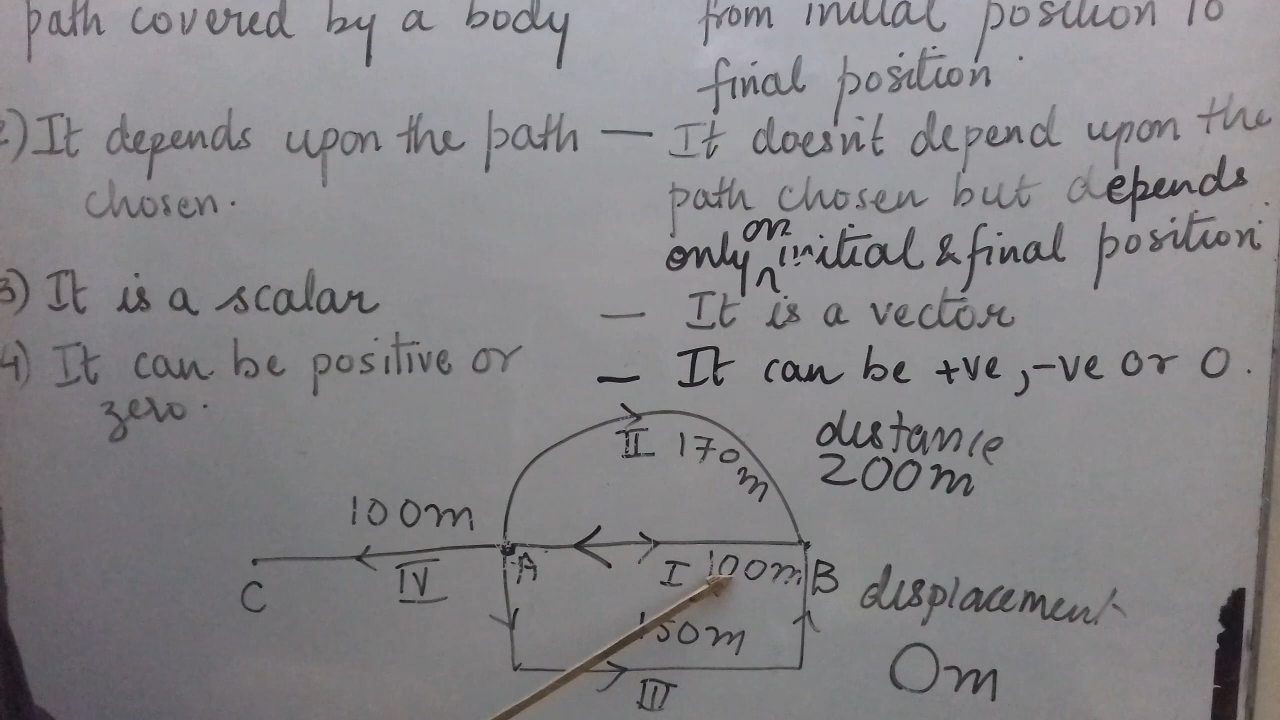 path covered by a body
from initial position to
final position.
2) It depends upon the path — It doesn't depend upon the
chosen.
path chosen but depends
only on initial & final position.
3) It is a scalar — It is a vector
4) It can be positive or — It can be +ve, -ve or 0.
zero.
distance
200m
II 170m
100m
C
IV
A
I 100m
B
displacement
0m
150m
III